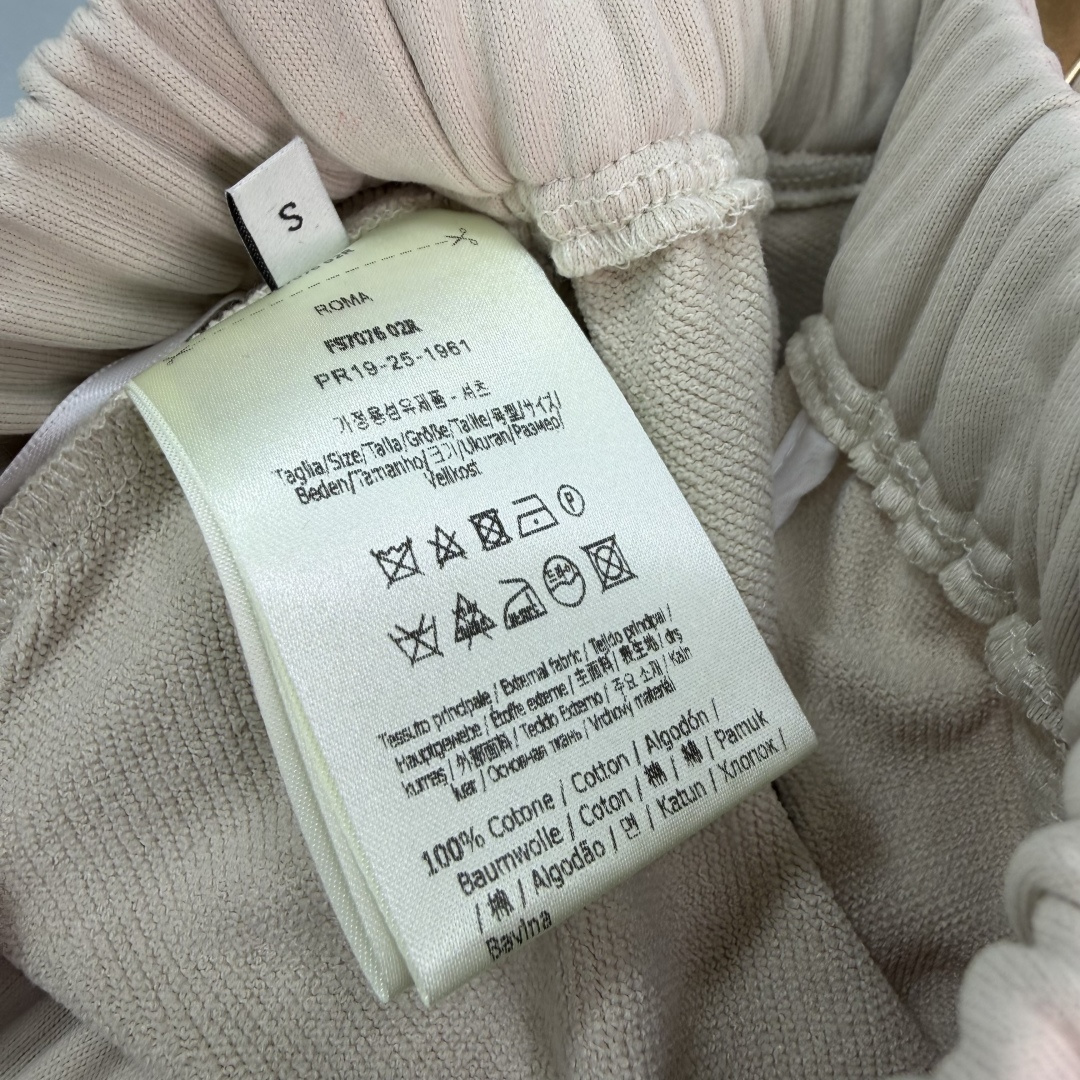 S
ROMA
FS7076 02R
PR19-25-1961
가정용섬유제품 - 셔츠
Taglia/Size/Talla/Größe/Taille/型/サイズ/
Beden/Tamanho/크기/Ukuran/Размер/
Velikost
P
드라이
Tessuto principale / External fabric / Tejido principal /
Hauptgewebe / Étoffe externe / 主面料 / 表生地 / dış
kumaş / 外部面料 / Tecido Externo / 주요 소재 / Kain
luar / Основная ткань / Vrchový materiál
100% Cotone / Cotton / Algodón /
Baumwolle / Coton / 棉 / 綿 / Pamuk
/ 棉 / Algodão / 면 / Katun / Хлопок /
Bavlna